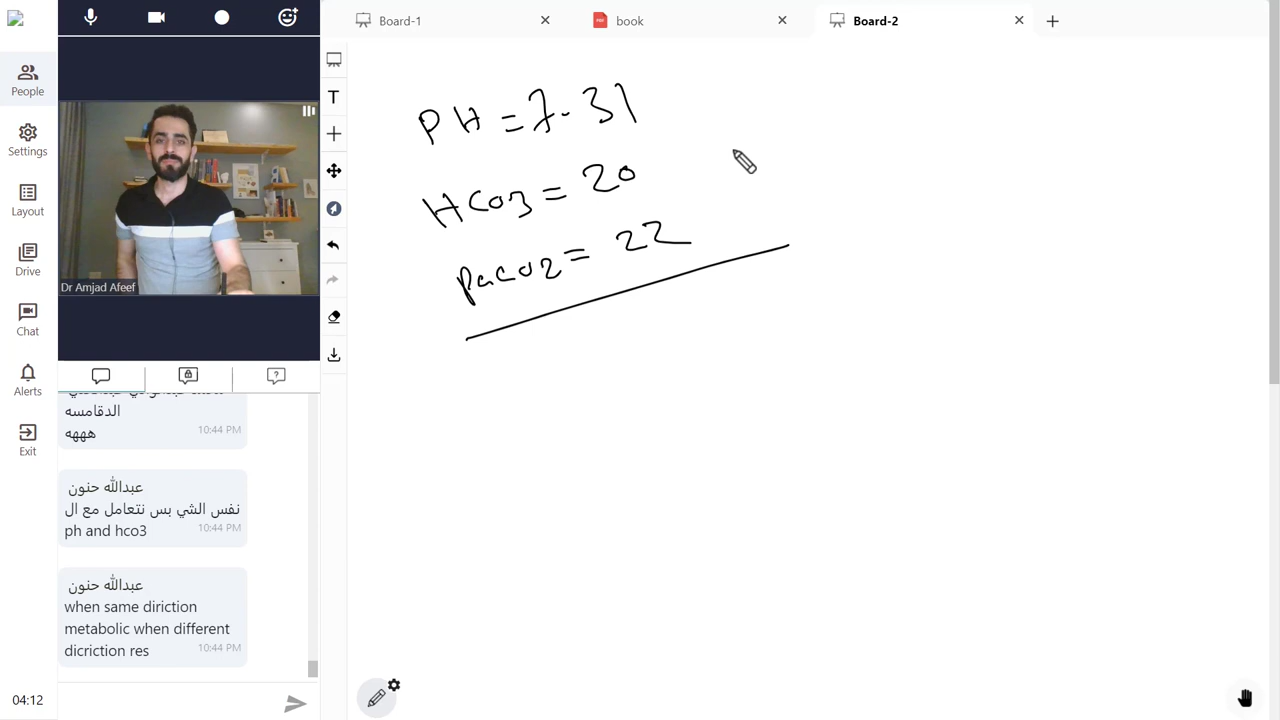 Board-1
book
Board-2
People
Settings
Layout
Drive
Chat
Alerts
Exit
04:12
T
Dr Amjad Afeef
PH = 7.31
HCO3 = 20
PaCO2 = 22
الدقامسه
هههه
10:44 PM
عبدالله حنون
نفس الشي بس نتعامل مع ال
ph and hco3
10:44 PM
عبدالله حنون
when same diriction
metabolic when different
dicriction res
10:44 PM